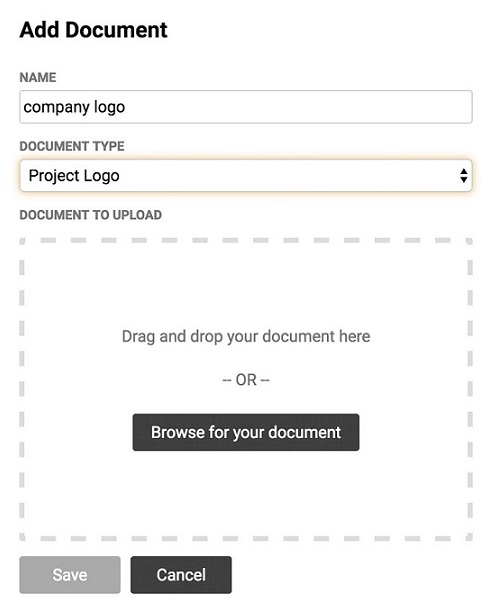 Add Document
NAME
company logo
DOCUMENT TYPE
Project Logo
DOCUMENT TO UPLOAD
Drag and drop your document here
-- OR --
Browse for your document
Save Cancel